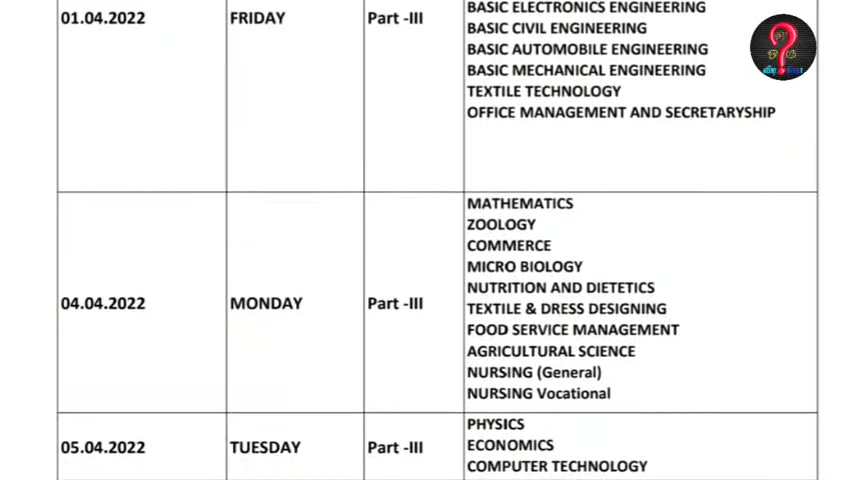 01.04.2022 FRIDAY Part -III
BASIC ELECTRONICS ENGINEERING
BASIC CIVIL ENGINEERING
BASIC AUTOMOBILE ENGINEERING
BASIC MECHANICAL ENGINEERING
TEXTILE TECHNOLOGY
OFFICE MANAGEMENT AND SECRETARYSHIP
04.04.2022 MONDAY Part -III
MATHEMATICS
ZOOLOGY
COMMERCE
MICRO BIOLOGY
NUTRITION AND DIETETICS
TEXTILE & DRESS DESIGNING
FOOD SERVICE MANAGEMENT
AGRICULTURAL SCIENCE
NURSING (General)
NURSING Vocational
05.04.2022 TUESDAY Part -III
PHYSICS
ECONOMICS
COMPUTER TECHNOLOGY